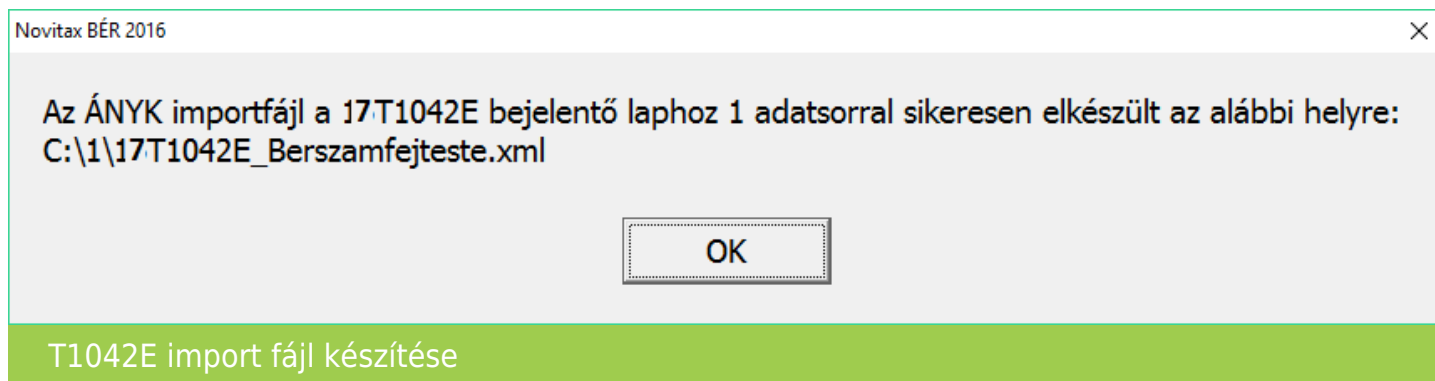 Novitax BÉR 2016
Az ÁNYK importfájl a 17T1042E bejelentő laphoz 1 adatsorral sikeresen elkészült az alábbi helyre:
C:\1\17T1042E_Berszamfejteste.xml
OK
T1042E import fájl készítése